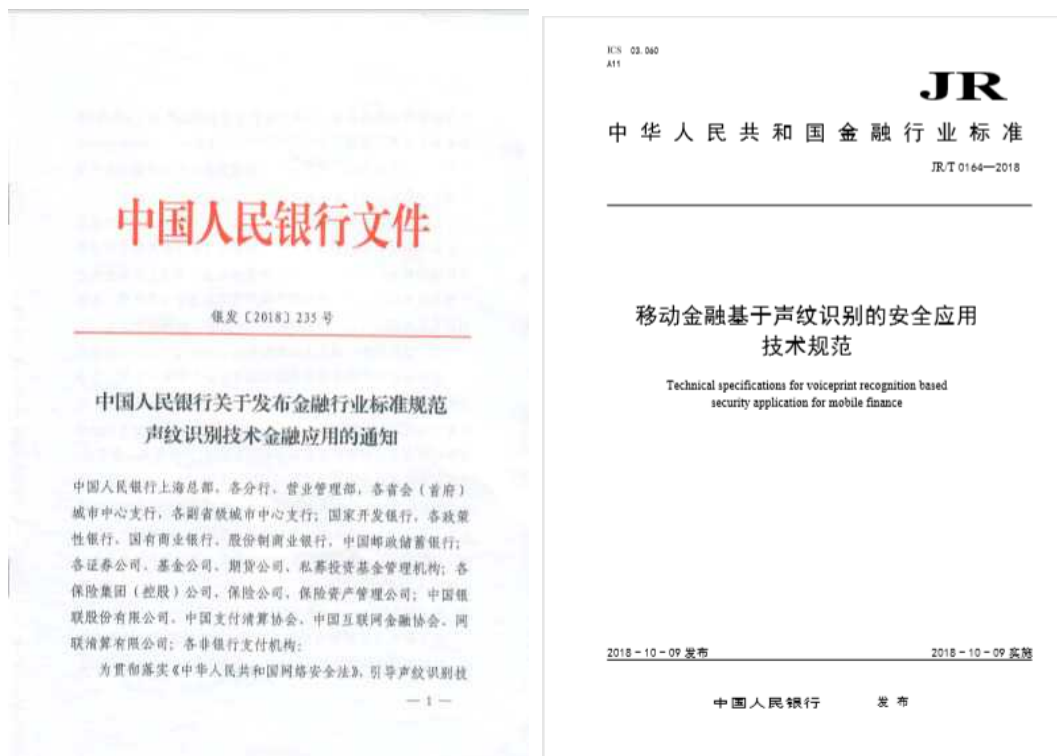 中国人民银行文件
银发〔2018〕235号
中国人民银行关于发布金融行业标准规范
声纹识别技术金融应用的通知
中国人民银行上海总部，各分行、营业管理部，各省会（首府）
城市中心支行，各副省级城市中心支行；国家开发银行，各政策
性银行、国有商业银行、股份制商业银行，中国邮政储蓄银行；
各证券公司、基金公司、期货公司、私募投资基金管理机构；各
保险集团（控股）公司、保险公司、保险资产管理公司；中国银
联股份有限公司、中国支付清算协会、中国互联网金融协会、网
联清算有限公司；各非银行支付机构：
为贯彻落实《中华人民共和国网络安全法》，引导声纹识别技
— 1 —
ICS 03.060
A11
JR
中华人民共和国金融行业标准
JR/T 0164—2018
移动金融基于声纹识别的安全应用
技术规范
Technical specifications for voiceprint recognition based
security application for mobile finance
2018-10-09 发布
2018-10-09 实施
中国人民银行 发布